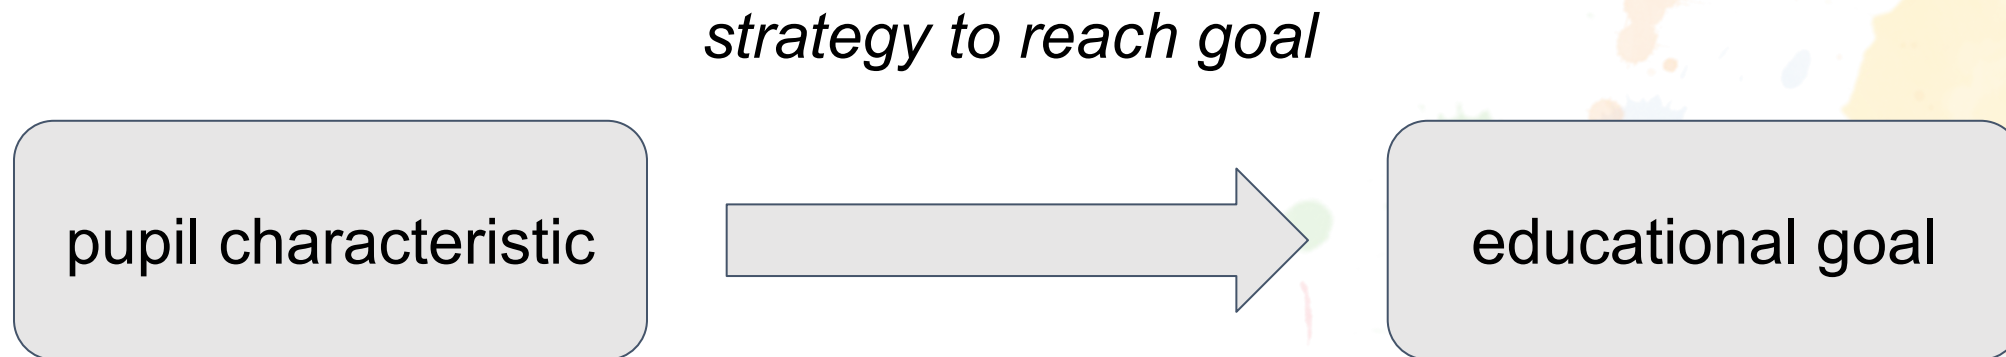 strategy to reach goal
pupil characteristic
educational goal